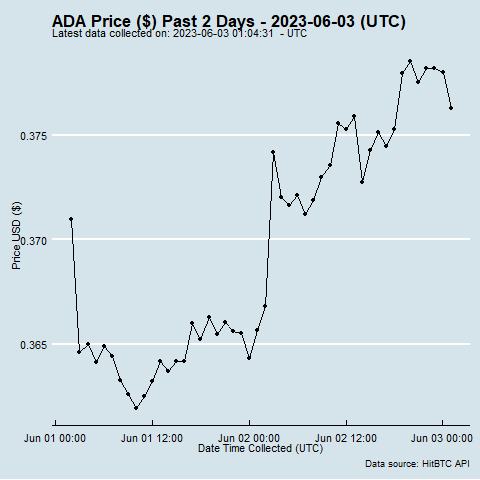 ADA Price ($) Past 2 Days - 2023-06-03 (UTC)
Latest data collected on: 2023-06-03 01:04:31  - UTC
0.375
0.370
0.365
Price USD ($)
Jun 01 00:00 Jun 01 12:00 Jun 02 00:00 Jun 02 12:00 Jun 03 00:00
Date Time Collected (UTC)
Data source: HitBTC API